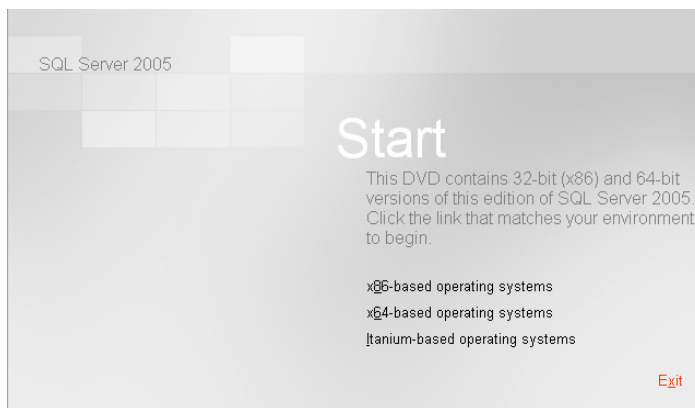 SQL Server 2005
Start
This DVD contains 32-bit (x86) and 64-bit
versions of this edition of SQL Server 2005.
Click the link that matches your environment
to begin.
x86-based operating systems
x64-based operating systems
Itanium-based operating systems
Exit